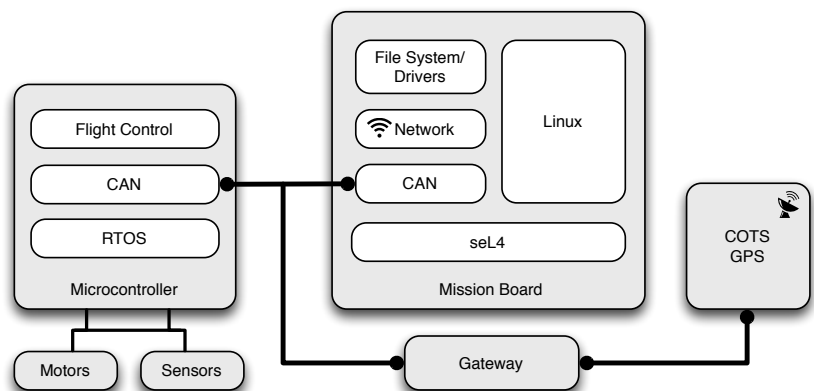 Flight Control
CAN
RTOS
Microcontroller
Motors
Sensors
File System/
Drivers
Network
CAN
Linux
seL4
Mission Board
Gateway
COTS
GPS